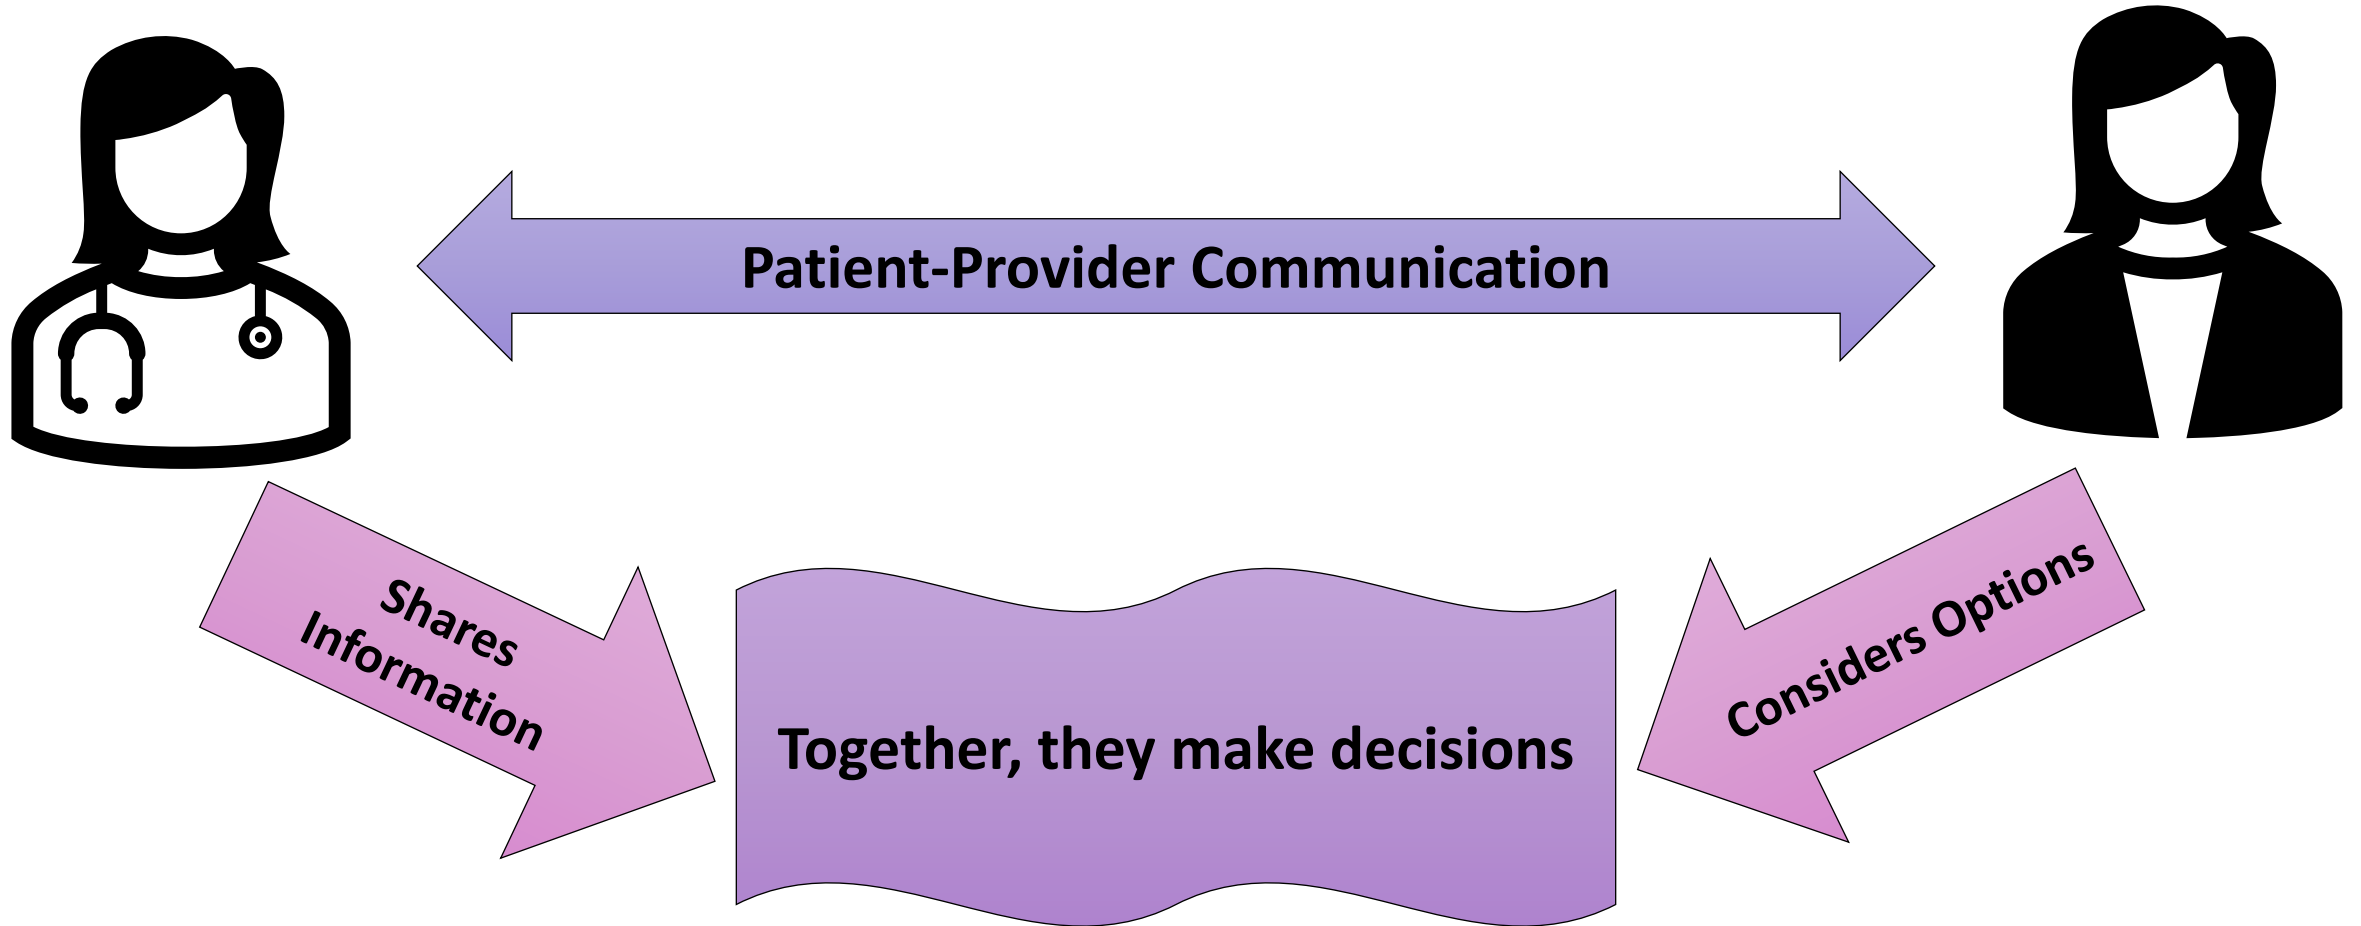 Patient-Provider Communication
Shares
Information
Considers Options
Together, they make decisions